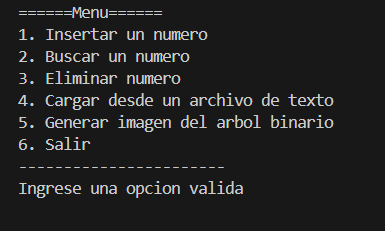 ======Menu======
1. Insertar un numero
2. Buscar un numero
3. Eliminar numero
4. Cargar desde un archivo de texto
5. Generar imagen del arbol binario
6. Salir
-----------------------
Ingrese una opcion valida